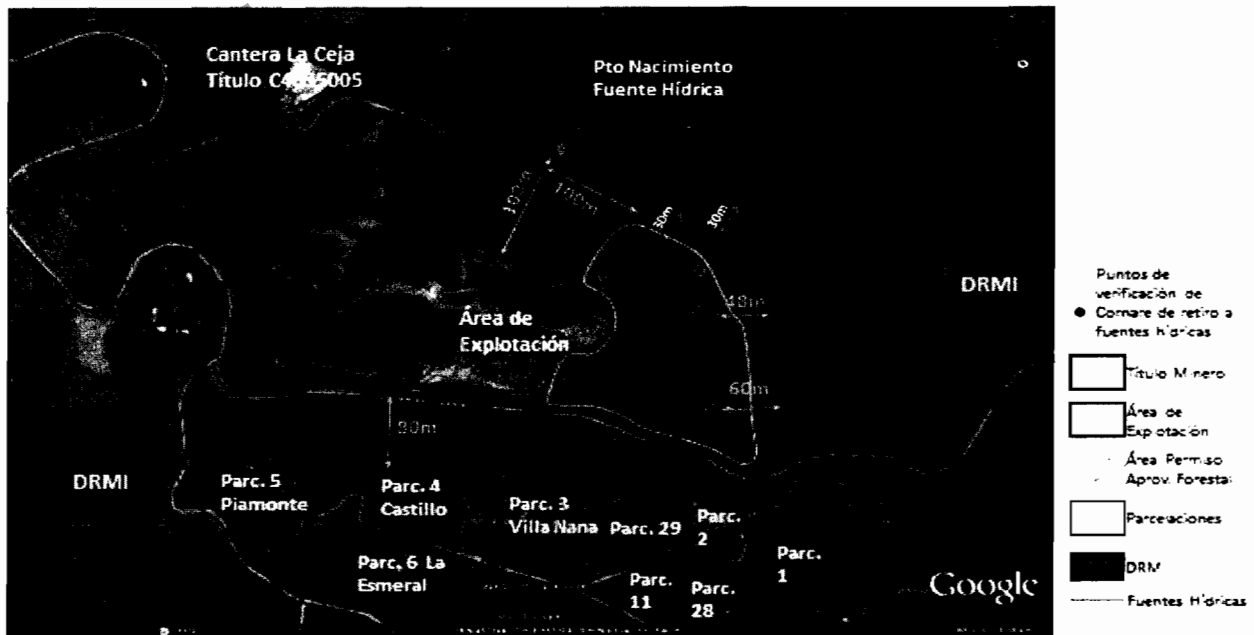 Cantera La Ceja
Pto Nacimiento
Fuente Hídrica
100m
100m
30m
30m
DRMI
48m
Área de
Explotación
60m
DRMI
Parc. 5
Piamonte
Parc. 4
Castillo
Parc. 3
Villa Nana
Parc. 29
Parc.
2
Parc.
1
Parc. 6 La
Esmeral
Parc.
11
Parc.
28
Google
Puntos de
verificación de
Cornare de retiro a
fuentes hídricas
Título Minero
Área de
Explotación
Área Permiso
Aprov. Forestal
Parcelaciones
DRM
Fuentes Hídricas